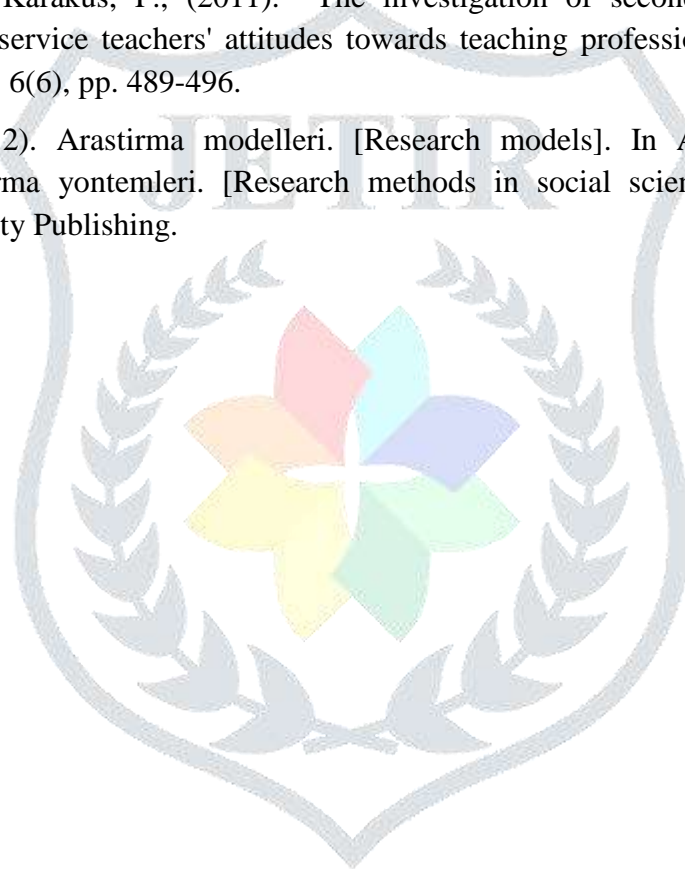 Karakus, F., (2011). "The investigation of second
service teachers' attitudes towards teaching professio
6(6), pp. 489-496.
2). Arastirma modelleri. [Research models]. In A
rma yontemleri. [Research methods in social scien
ty Publishing.
JETIR